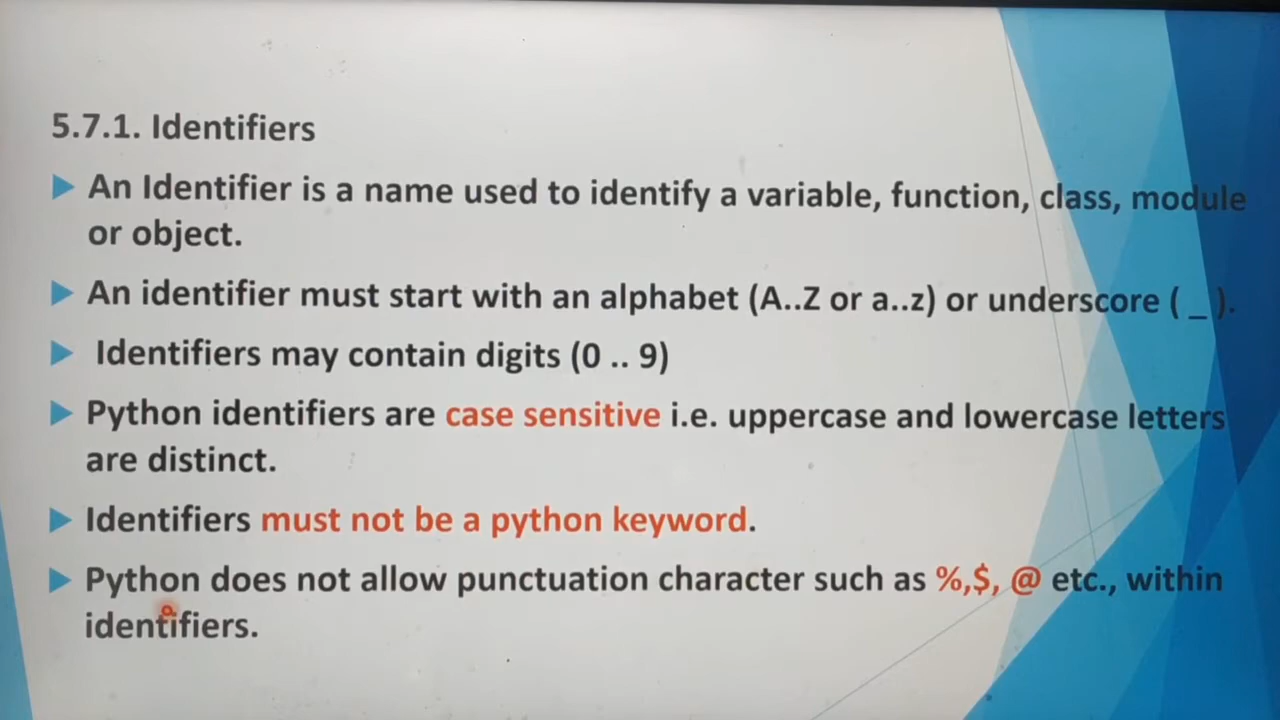 5.7.1. Identifiers
An Identifier is a name used to identify a variable, function, class, module
or object.
An identifier must start with an alphabet (A..Z or a..z) or underscore ( _ ).
Identifiers may contain digits (0 .. 9)
Python identifiers are case sensitive i.e. uppercase and lowercase letters
are distinct.
Identifiers must not be a python keyword.
Python does not allow punctuation character such as %,$, @ etc., within
identifiers.